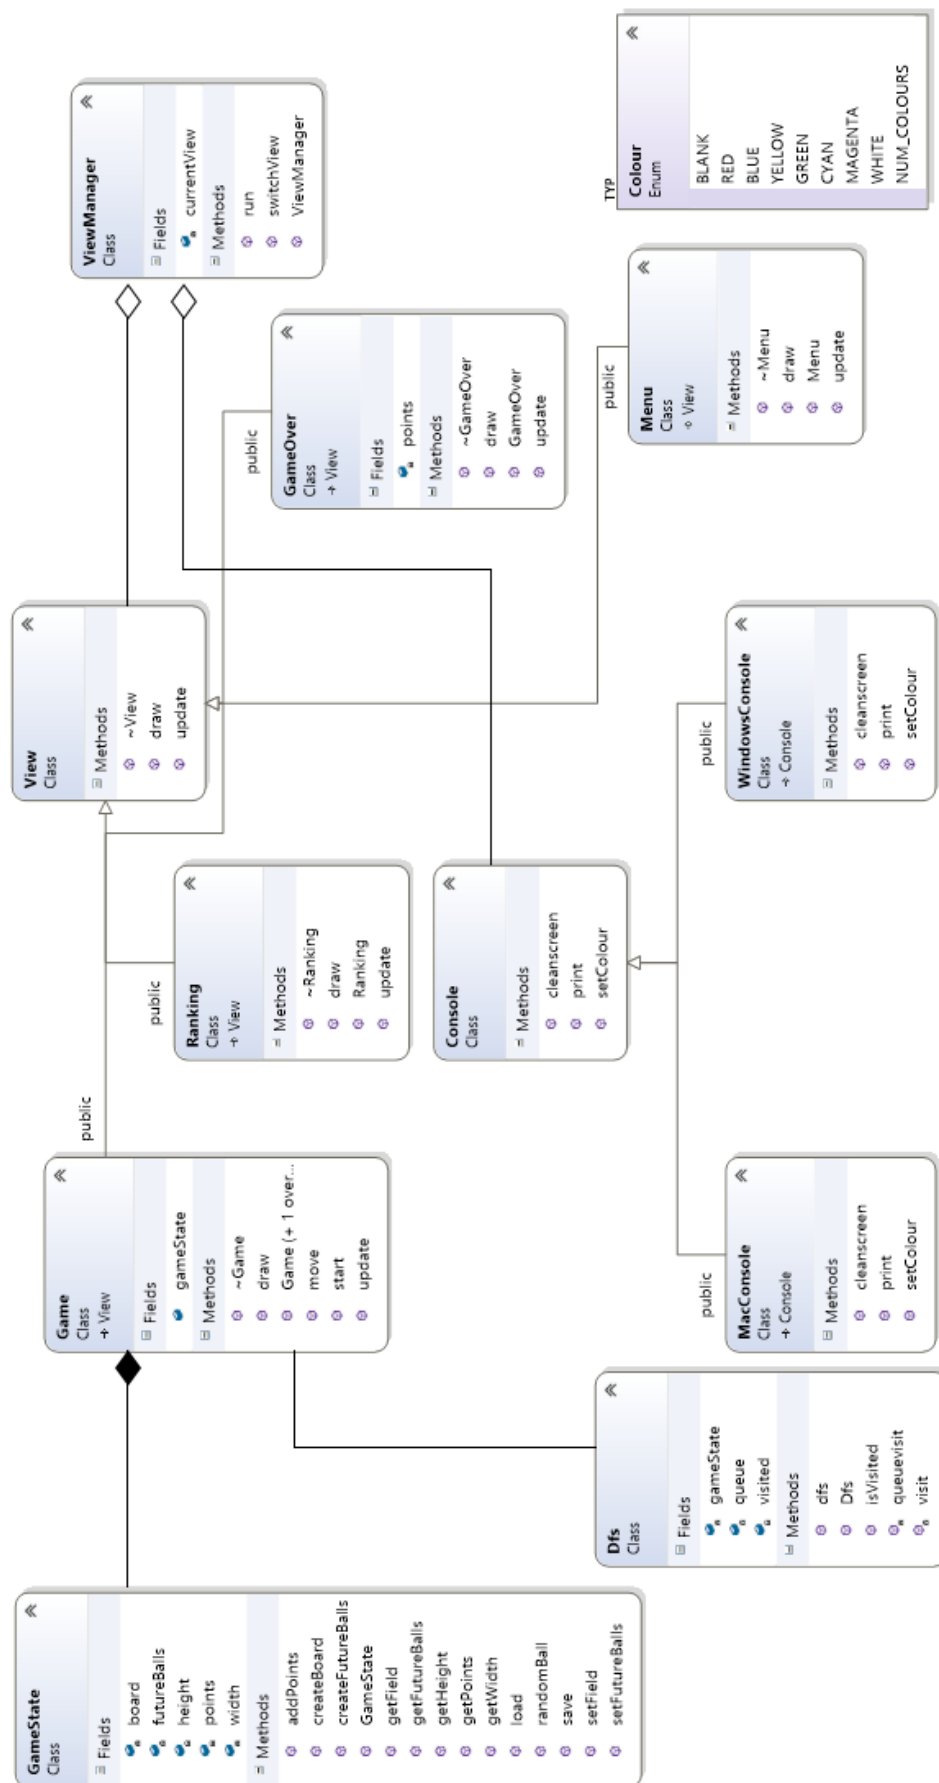 GameState
Class
Fields
board
futureBalls
height
points
width
Methods
addPoints
createBoard
createFutureBalls
GameState
getField
getFutureBalls
getHeight
getPoints
getWidth
load
randomBall
save
setField
setFutureBalls
Game
Class
→ View
Fields
gameState
Methods
~Game
draw
Game (+ 1 over...
move
start
update
public
View
Class
Methods
~View
draw
update
ViewManager
Class
Fields
currentView
Methods
run
switchView
ViewManager
Ranking
Class
→ View
Methods
~Ranking
draw
Ranking
update
public
GameOver
Class
→ View
Fields
points
Methods
~GameOver
draw
GameOver
update
public
Console
Class
Methods
cleanscreen
print
setColour
Dfs
Class
Fields
gameState
queue
visited
Methods
dfs
Dfs
isVisited
queuevisit
visit
public
MacConsole
Class
→ Console
Methods
cleanscreen
print
setColour
public
WindowsConsole
Class
→ Console
Methods
cleanscreen
print
setColour
public
Menu
Class
→ View
Methods
~Menu
draw
Menu
update
TYP
Colour
Enum
BLANK
RED
BLUE
YELLOW
GREEN
CYAN
MAGENTA
WHITE
NUM_COLOURS